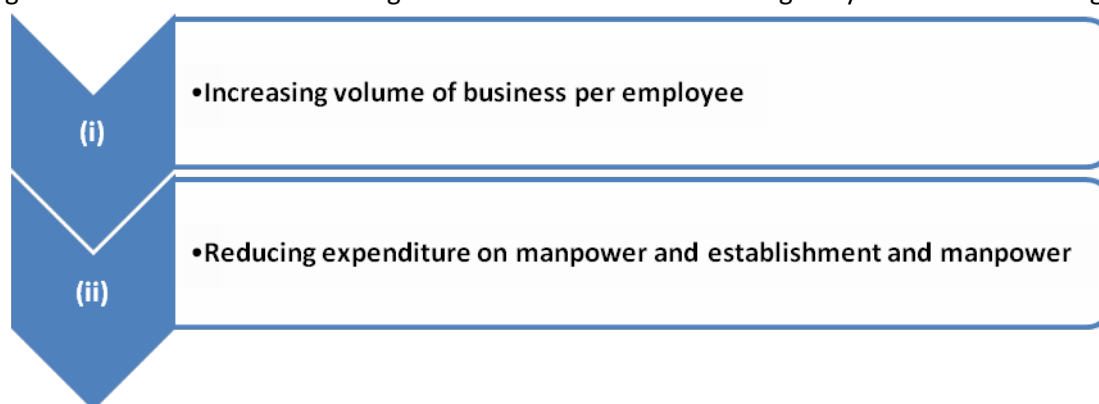 (i)
•Increasing volume of business per employee
(ii)
•Reducing expenditure on manpower and establishment and manpower